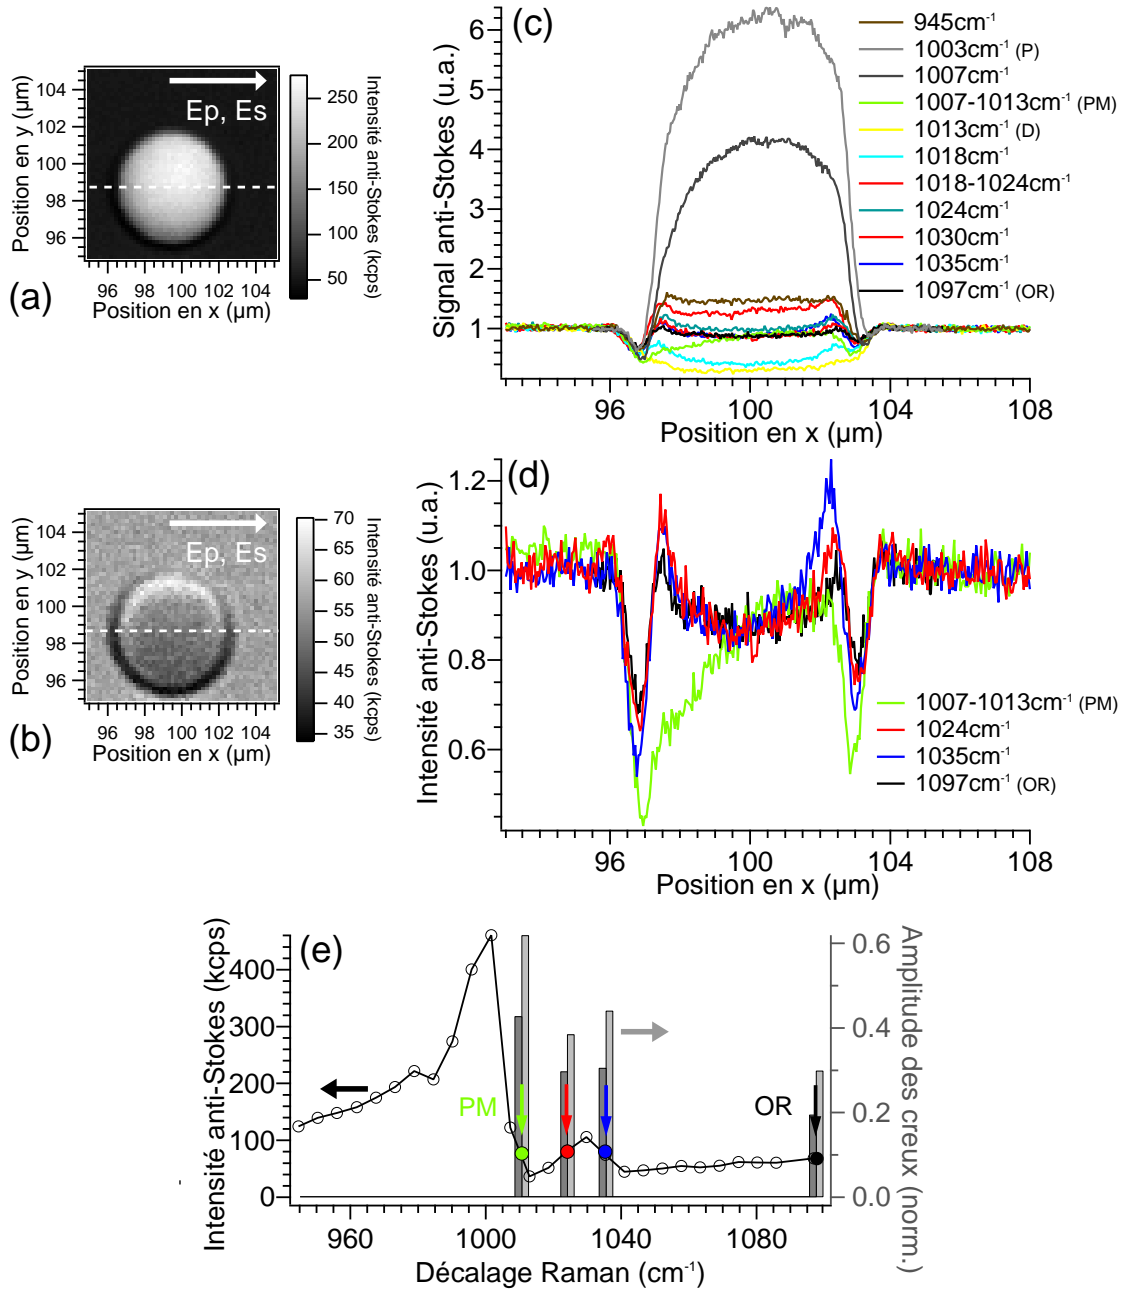 (a)
Position en y (µm)
104
102
100
98
96
Ep, Es
96 98 100 102 104
Position en x (µm)
250
200
150
100
50
Intensité anti-Stokes (kcps)
(c)
Signal anti-Stokes (u.a.)
6
5
4
3
2
1
96 100 104 108
Position en x (µm)
945cm-1
1003cm-1 (P)
1007cm-1
1007-1013cm-1 (PM)
1013cm-1 (D)
1018cm-1
1018-1024cm-1
1024cm-1
1030cm-1
1035cm-1
1097cm-1 (OR)
(b)
Position en y (µm)
104
102
100
98
96
Ep, Es
96 98 100 102 104
Position en x (µm)
70
65
60
55
50
45
40
35
Intensité anti-Stokes (kcps)
(d)
Intensité anti-Stokes (u.a.)
1.2
1.0
0.8
0.6
96 100 104 108
Position en x (µm)
1007-1013cm-1 (PM)
1024cm-1
1035cm-1
1097cm-1 (OR)
(e)
Intensité anti-Stokes (kcps)
400
300
200
100
0
PM
OR
960 1000 1040 1080
Décalage Raman (cm-1)
0.6
0.4
0.2
0.0
Amplitude des creux (norm.)